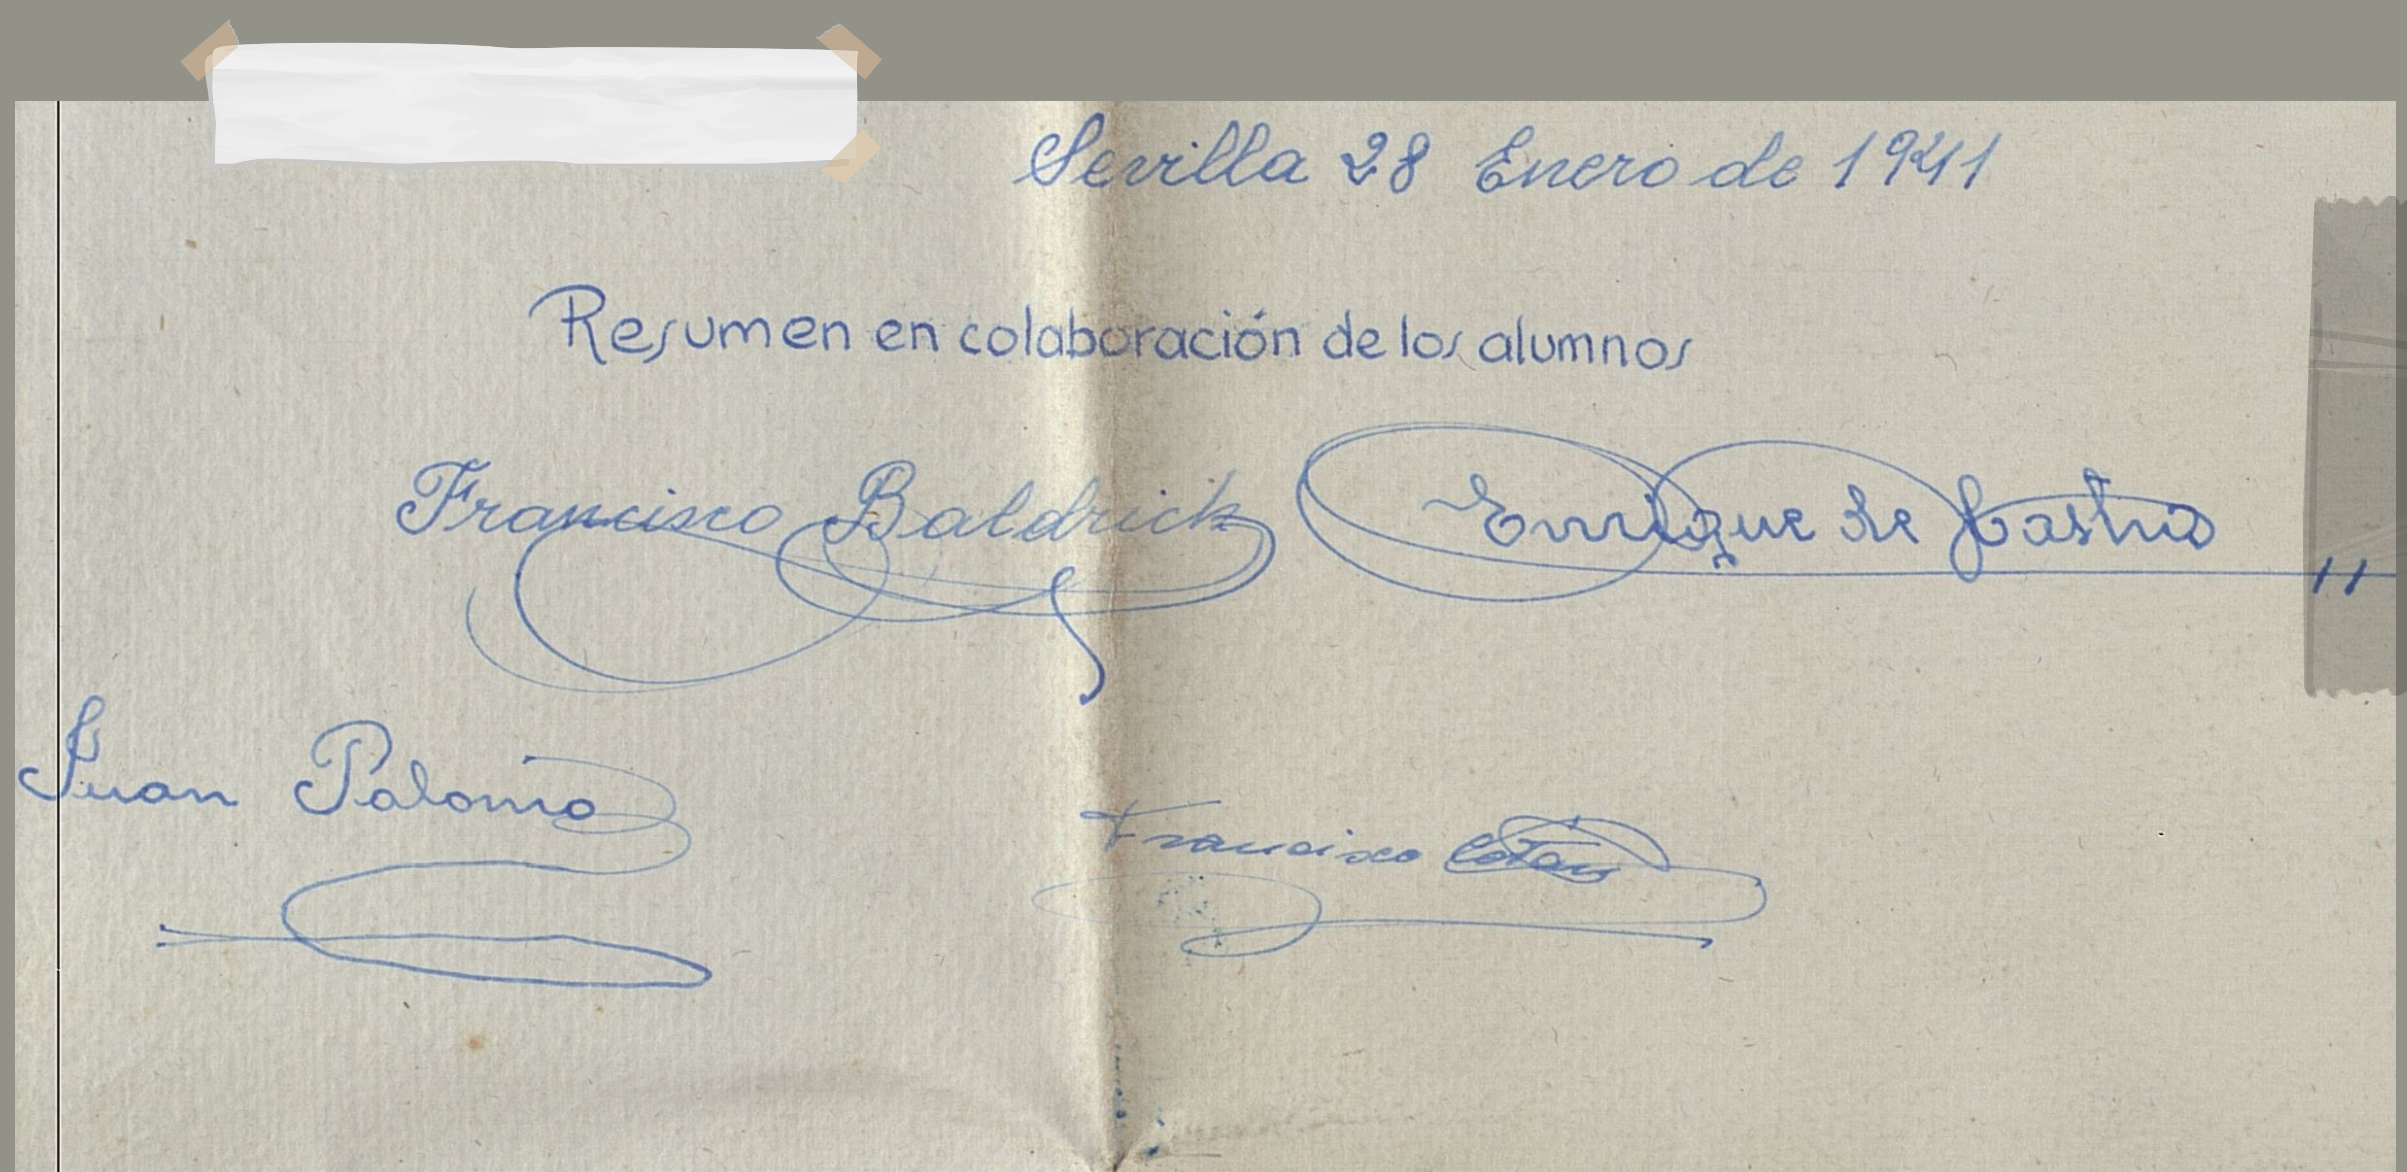 Sevilla 28 Enero de 1941
Resumen en colaboración de los alumnos
Francisco Baldrich Enrique de Castro
Juan Palomo
Francisco